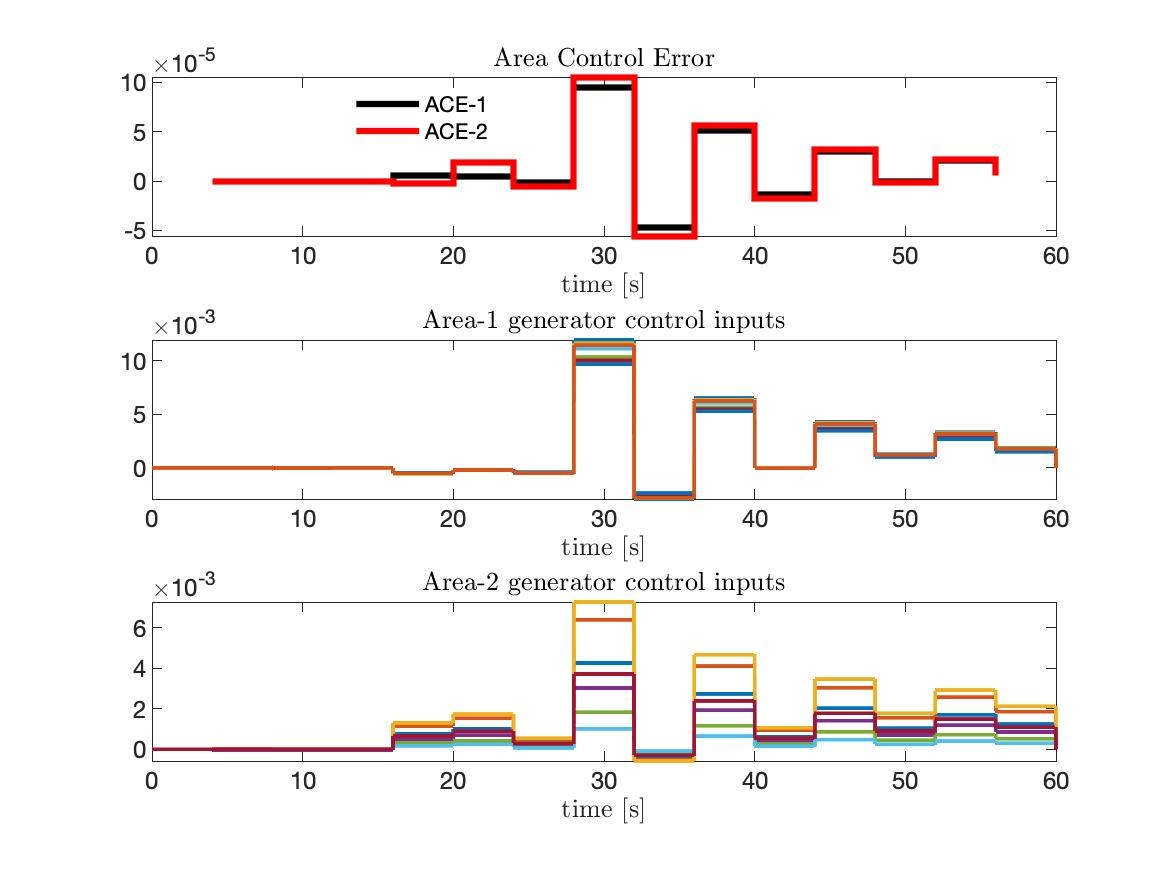 ×10-5
Area Control Error
10
5
0
-5
ACE-1
ACE-2
0 10 20 30 40 50 60
time [s]
×10-3
Area-1 generator control inputs
10
5
0
0 10 20 30 40 50 60
time [s]
×10-3
Area-2 generator control inputs
6
4
2
0
0 10 20 30 40 50 60
time [s]